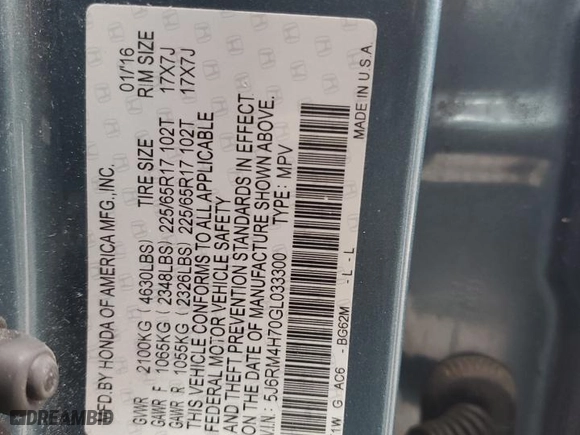 MFD.BY HONDA OF AMERICA MFG.,INC. 01/16
TIRE SIZE RIM SIZE
GVWR 2100KG ( 4630LBS)
GAWR F 1065KG ( 2348LBS) 225/65R17 102T 17X7J
GAWR R 1055KG ( 2326LBS) 225/65R17 102T 17X7J
THIS VEHICLE CONFORMS TO ALL APPLICABLE
FEDERAL MOTOR VEHICLE SAFETY
AND THEFT PREVENTION STANDARDS IN EFFECT
ON THE DATE OF MANUFACTURE SHOWN ABOVE.
V.I.N.: 5J6RM4H70GL033300 TYPE: MPV
1W G AC6 - BG62M - L - L MADE IN U.S.A.
DREAMBID